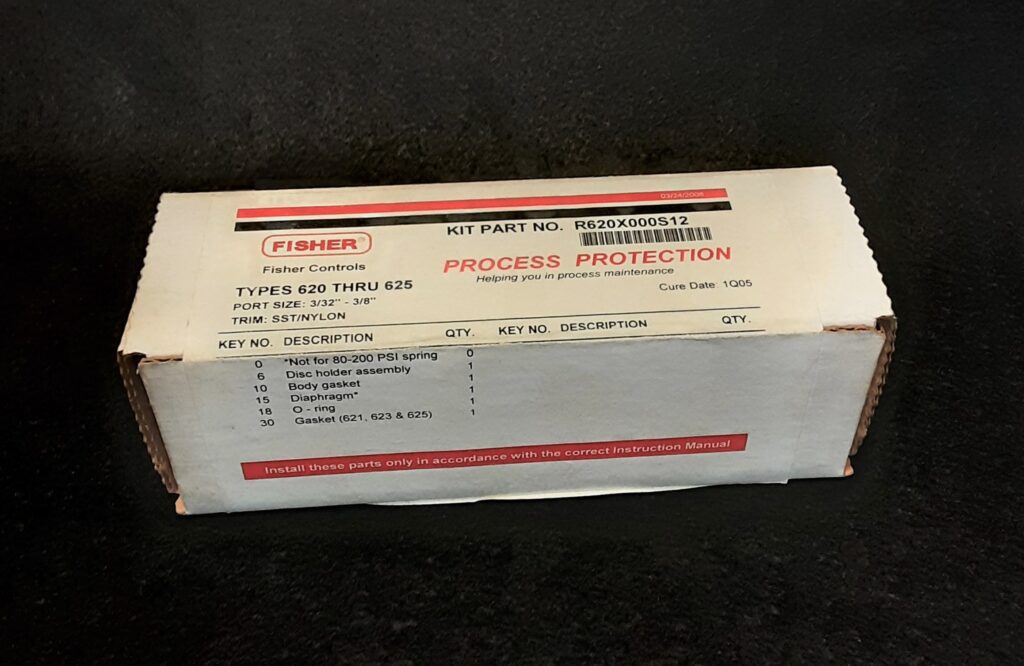 03/24/2006
KIT PART NO. R620X000S12
FISHER®
Fisher Controls
PROCESS PROTECTION
Helping you in process maintenance
TYPES 620 THRU 625
Cure Date: 1Q05
PORT SIZE: 3/32" - 3/8"
TRIM: SST/NYLON
KEY NO. DESCRIPTION QTY. KEY NO. DESCRIPTION QTY.
0 *Not for 80-200 PSI spring 0
6 Disc holder assembly 1
10 Body gasket 1
15 Diaphragm* 1
18 O - ring 1
30 Gasket (621, 623 & 625) 1
Install these parts only in accordance with the correct Instruction Manual